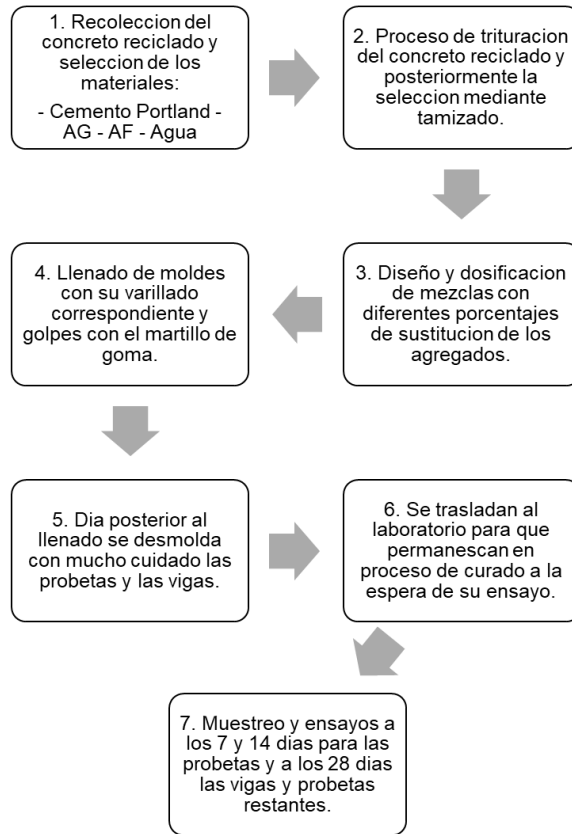 1. Recoleccion del
concreto reciclado y
seleccion de los
materiales:
- Cemento Portland -
AG - AF - Agua
2. Proceso de trituracion
del concreto reciclado y
posteriormente la
seleccion mediante
tamizado.
3. Diseño y dosificacion
de mezclas con
diferentes porcentajes
de sustitucion de los
agregados.
4. Llenado de moldes
con su varillado
correspondiente y
golpes con el martillo de
goma.
5. Dia posterior al
llenado se desmolda
con mucho cuidado las
probetas y las vigas.
6. Se trasladan al
laboratorio para que
permanescan en
proceso de curado a la
espera de su ensayo.
7. Muestreo y ensayos a
los 7 y 14 dias para las
probetas y a los 28 dias
las vigas y probetas
restantes.